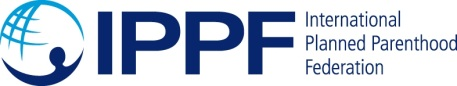 IPPF
International
Planned Parenthood
Federation